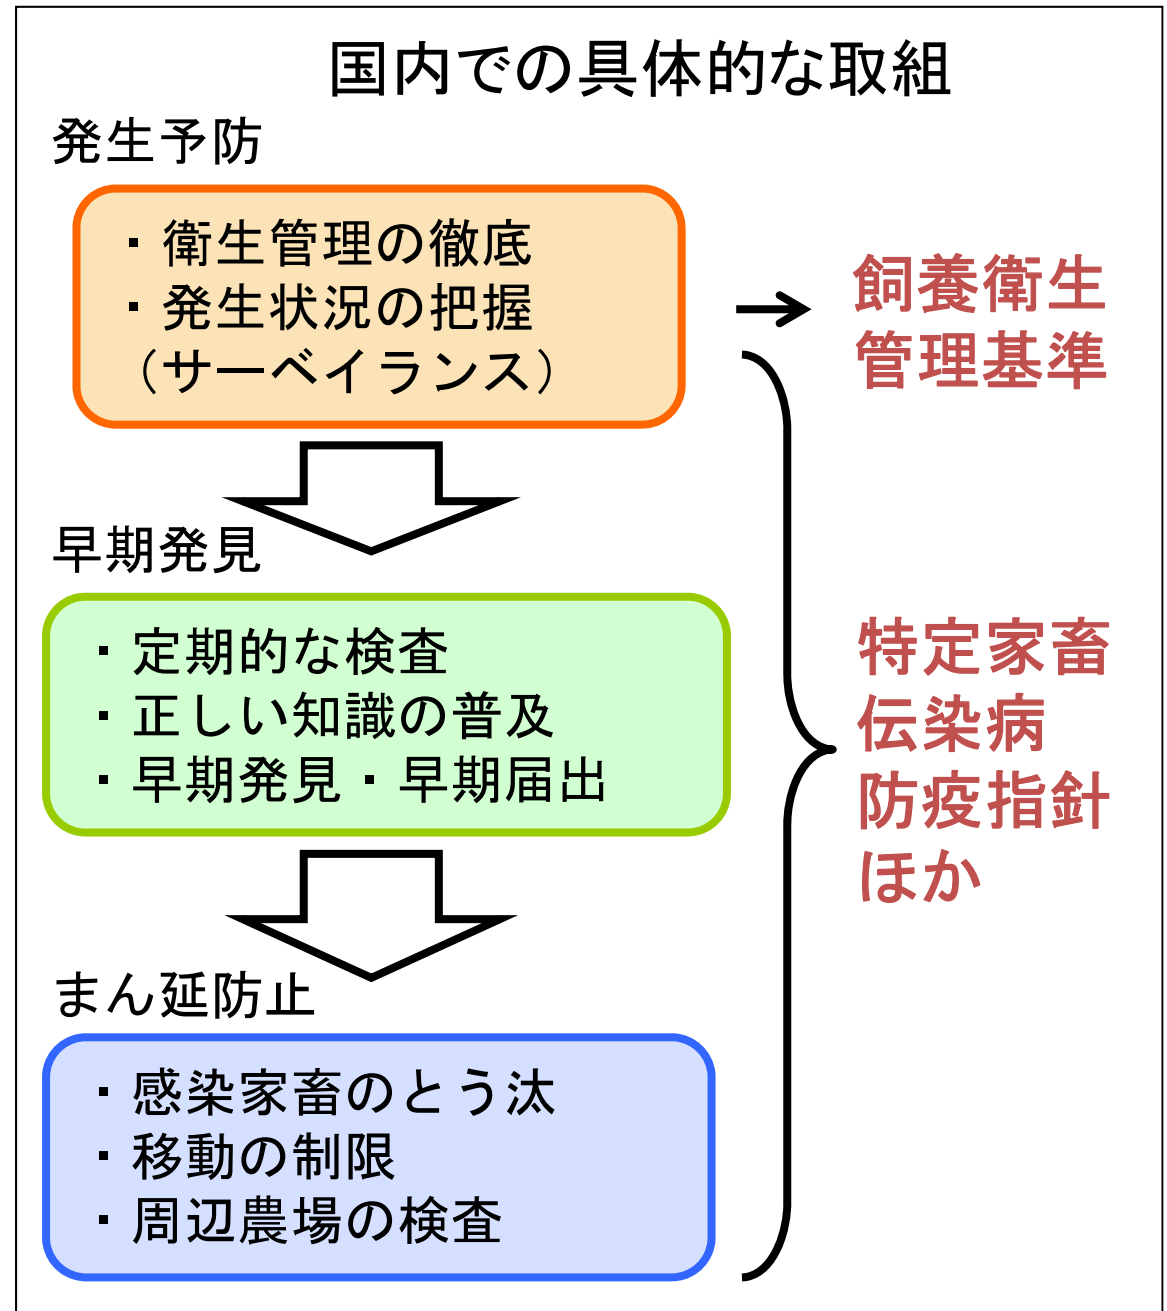 国内での具体的な取組
発生予防
・衛生管理の徹底
・発生状況の把握
（サーベイランス）
飼養衛生
管理基準
早期発見
・定期的な検査
・正しい知識の普及
・早期発見・早期届出
特定家畜
伝染病
防疫指針
ほか
まん延防止
・感染家畜のとう汰
・移動の制限
・周辺農場の検査